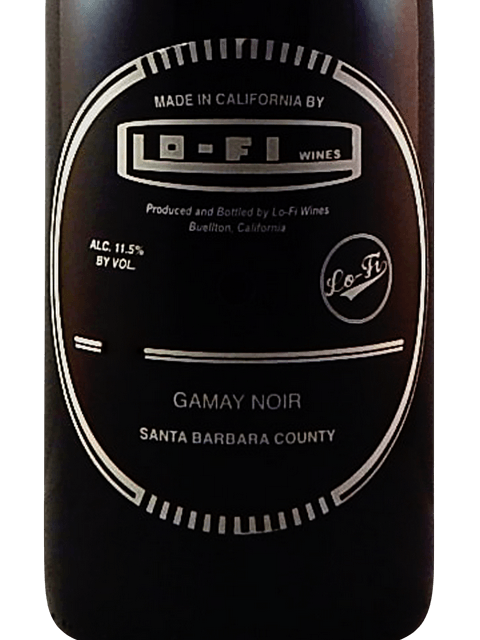 MADE IN CALIFORNIA BY
LO-FI WINES
Produced and Bottled by Lo-Fi Wines
Buellton, California
ALC. 11.5%
BY VOL.
Lo-Fi
GAMAY NOIR
SANTA BARBARA COUNTY